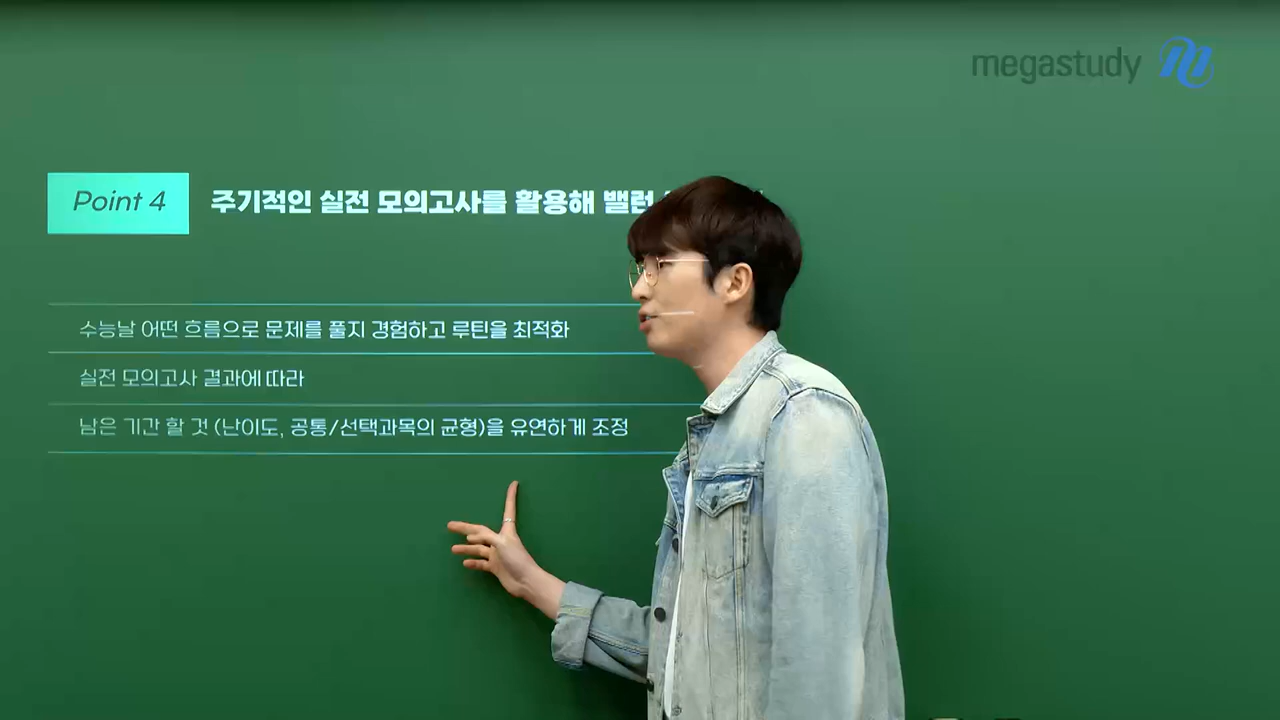 megastudy
Point 4
주기적인 실전 모의고사를 활용해 밸런
수능날 어떤 흐름으로 문제를 풀지 경험하고 루틴을 최적화
실전 모의고사 결과에 따라
남은 기간 할 것 (난이도, 공통/선택과목의 균형)을 유연하게 조정